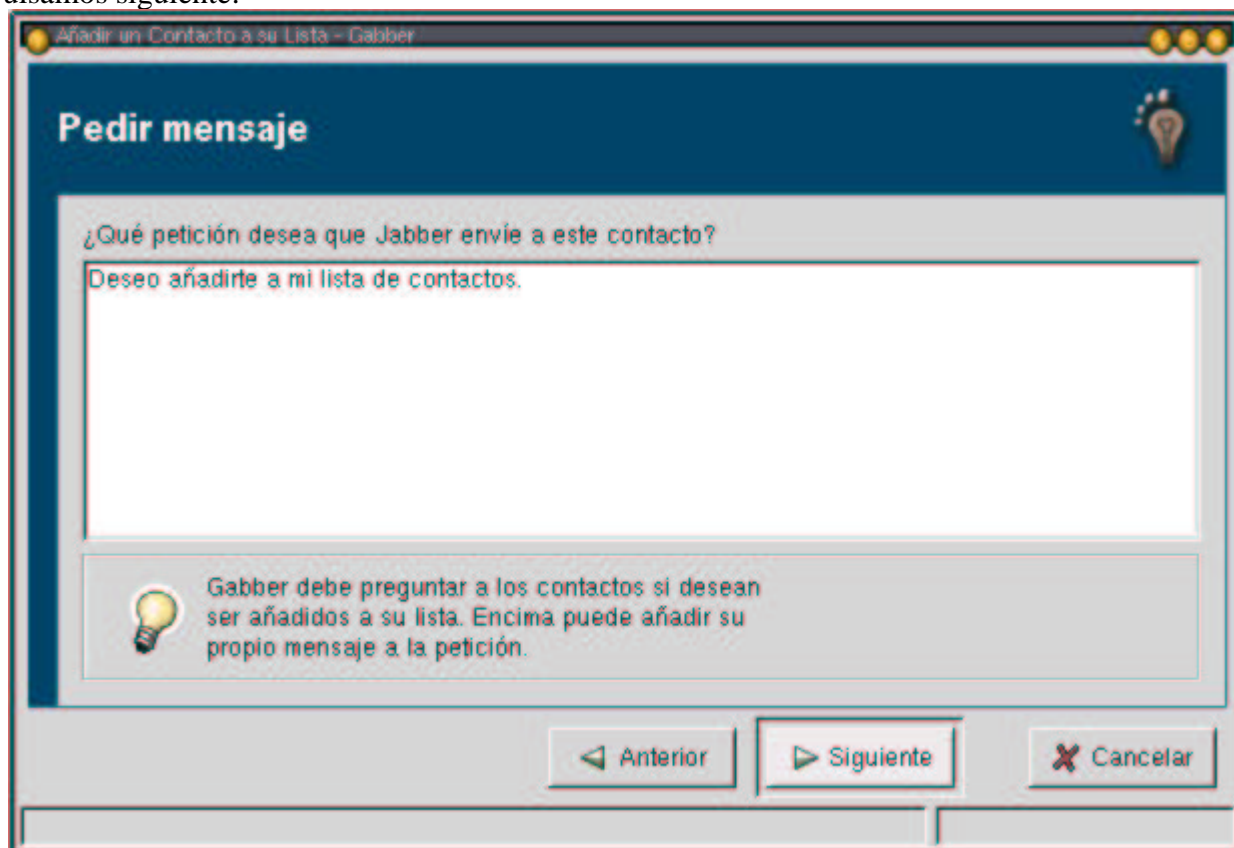 siguiente.
Añadir un Contacto a su Lista - Gabber
Pedir mensaje
¿Qué petición desea que Jabber envíe a este contacto?
Deseo añadirte a mi lista de contactos.
Gabber debe preguntar a los contactos si desean
ser añadidos a su lista. Encima puede añadir su
propio mensaje a la petición.
Anterior
Siguiente
Cancelar